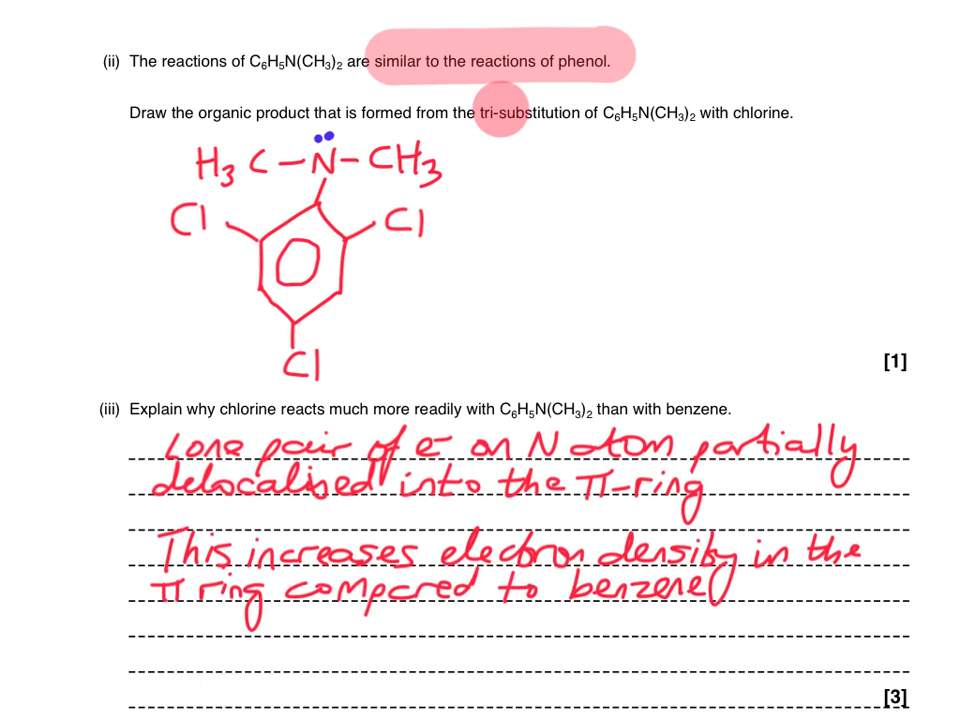 (ii) The reactions of C₆H₅N(CH₃)₂ are similar to the reactions of phenol.
Draw the organic product that is formed from the tri-substitution of C₆H₅N(CH₃)₂ with chlorine.
H₃C–N–CH₃
Cl Cl
Cl
[1]
(iii) Explain why chlorine reacts much more readily with C₆H₅N(CH₃)₂ than with benzene.
Lone pair of e⁻ on N atom partially
delocalised into the π-ring
This increases electron density in the
π ring compared to benzene
[3]